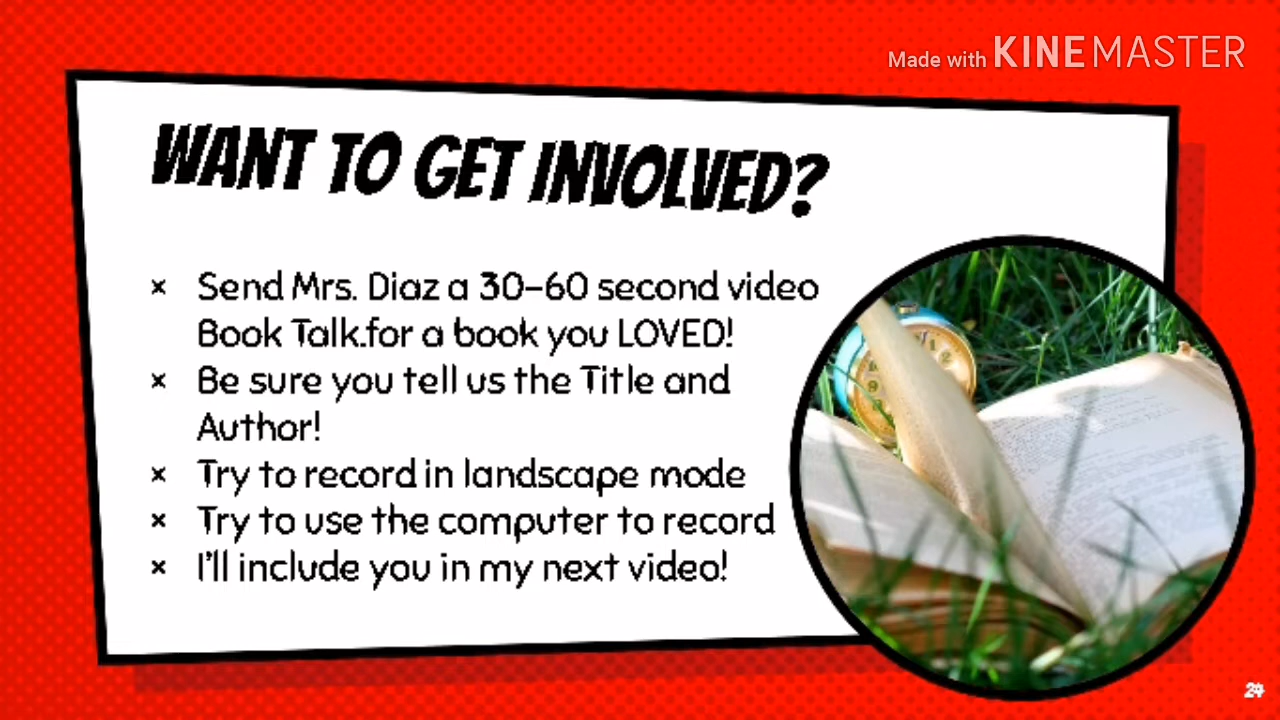 Made with KINEMASTER
WANT TO GET INVOLVED?
× Send Mrs. Diaz a 30-60 second video
Book Talk.for a book you LOVED!
× Be sure you tell us the Title and
Author!
× Try to record in landscape mode
× Try to use the computer to record
× I'll include you in my next video!
24